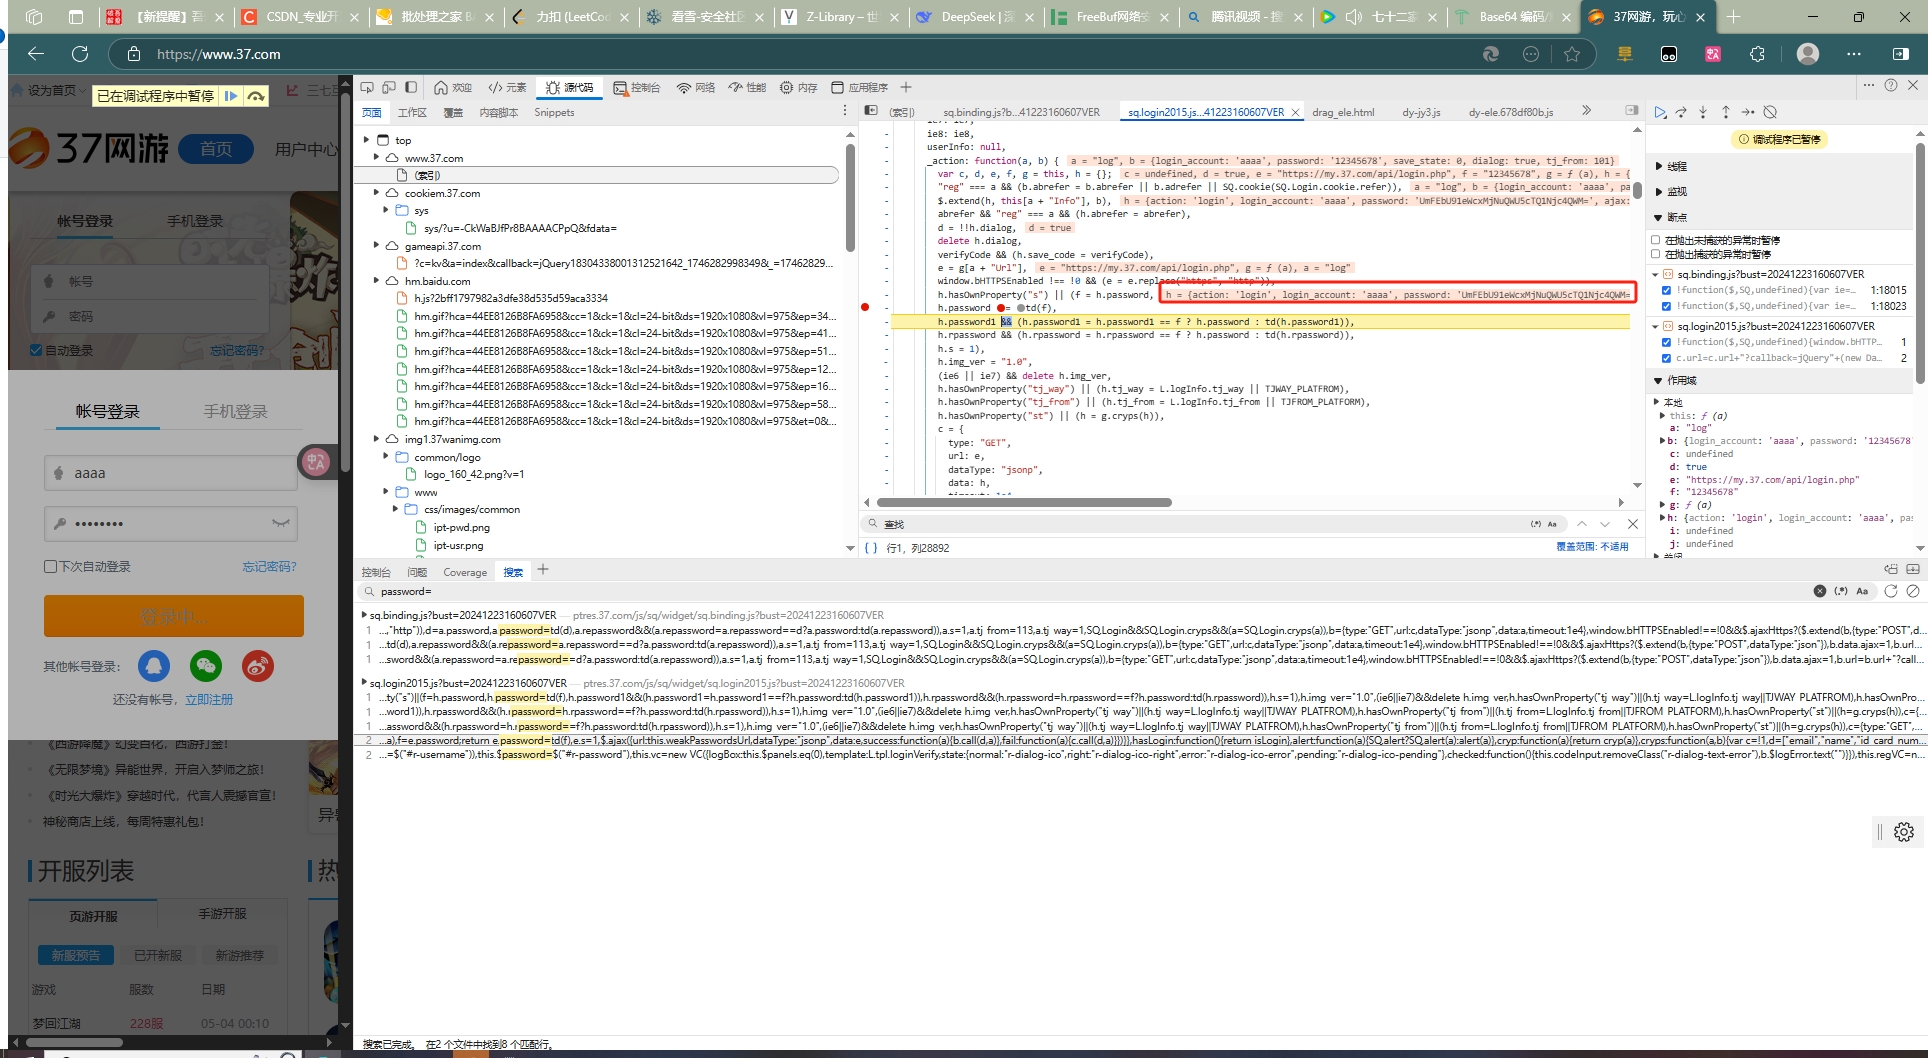 【新提醒】吾
CSDN_专业开
批处理之家 B
力扣 (LeetCo
看雪-安全社区
Z-Library – 世
DeepSeek | 深
FreeBuf网络安
腾讯视频 - 搜
七十二家
Base64 编码/
37网游，玩心
https://www.37.com
设为首页
已在调试程序中暂停
三七互
37网游
首页
用户中心
帐号登录
手机登录
帐号
密码
自动登录
忘记密码?
帐号登录
手机登录
aaaa
••••••••
下次自动登录
忘记密码?
登录中...
其他帐号登录:
还没有帐号，立即注册
《西游降魔》幻变百化，西游打金！
《无限梦境》异能世界，开启入梦师之旅！
《时光大爆炸》穿越时代，代言人震撼官宣！
神秘商店上线，每周特惠礼包！
异
开服列表
热
页游开服
手游开服
新服预告
已开新服
新游推荐
游戏
服数
日期
梦回江湖
228服
05-04 00:10
欢迎
元素
源代码
控制台
网络
性能
内存
应用程序
页面
工作区
覆盖
内容脚本
Snippets
top
www.37.com
(索引)
cookiem.37.com
sys
sys/?u=-CkWaBJfPr8BAAAACPpQ&fdata=
gameapi.37.com
?c=kv&a=index&callback=jQuery18304338001312521642_1746282998349&_=17462829...
hm.baidu.com
h.js?2bff1797982a3dfe38d535d59aca3334
hm.gif?hca=44EE8126B8FA6958&cc=1&ck=1&cl=24-bit&ds=1920x1080&vl=975&ep=34...
hm.gif?hca=44EE8126B8FA6958&cc=1&ck=1&cl=24-bit&ds=1920x1080&vl=975&ep=41...
hm.gif?hca=44EE8126B8FA6958&cc=1&ck=1&cl=24-bit&ds=1920x1080&vl=975&ep=51...
hm.gif?hca=44EE8126B8FA6958&cc=1&ck=1&cl=24-bit&ds=1920x1080&vl=975&ep=12...
hm.gif?hca=44EE8126B8FA6958&cc=1&ck=1&cl=24-bit&ds=1920x1080&vl=975&ep=16...
hm.gif?hca=44EE8126B8FA6958&cc=1&ck=1&cl=24-bit&ds=1920x1080&vl=975&ep=58...
hm.gif?hca=44EE8126B8FA6958&cc=1&ck=1&cl=24-bit&ds=1920x1080&vl=975&et=0&...
img1.37wanimg.com
common/logo
logo_160_42.png?v=1
www
css/images/common
ipt-pwd.png
ipt-usr.png
(索引)
sq.binding.js?b...41223160607VER
sq.login2015.js...41223160607VER
drag_ele.html
dy-jy3.js
dy-ele.678df80b.js
ie7: ie7,
ie8: ie8,
userInfo: null,
_action: function(a, b) { a = "log", b = {login_account: 'aaaa', password: '12345678', save_state: 0, dialog: true, tj_from: 101}
var c, d, e, f, g = this, h = {}; c = undefined, d = true, e = "https://my.37.com/api/login.php", f = "12345678", g = ƒ (a), h = {
"reg" === a && (b.abrefer = b.abrefer || b.adrefer || SQ.cookie(SQ.Login.cookie.refer)), a = "log", b = {login_account: 'aaaa', pa
$.extend(h, this[a + "Info"], b), h = {action: 'login', login_account: 'aaaa', password: 'UmFEbU91eWcxMjNuQWU5cTQ1Njc4QWM=', ajax:
abrefer && "reg" === a && (h.abrefer = abrefer),
d = !!h.dialog, d = true
delete h.dialog,
verifyCode && (h.save_code = verifyCode),
e = g[a + "Url"], e = "https://my.37.com/api/login.php", g = ƒ (a), a = "log"
window.bHTTPSEnabled !== !0 && (e = e.replace("https", "http")),
h.hasOwnProperty("s") || (f = h.password, h = {action: 'login', login_account: 'aaaa', password: 'UmFEbU91eWcxMjNuQWU5cTQ1Njc4QWM=
h.password = td(f),
h.password1 && (h.password1 = h.password1 == f ? h.password : td(h.password1)),
h.rpassword && (h.rpassword = h.rpassword == f ? h.password : td(h.rpassword)),
h.s = 1),
h.img_ver = "1.0",
(ie6 || ie7) && delete h.img_ver,
h.hasOwnProperty("tj_way") || (h.tj_way = L.logInfo.tj_way || TJWAY_PLATFROM),
h.hasOwnProperty("tj_from") || (h.tj_from = L.logInfo.tj_from || TJFROM_PLATFORM),
h.hasOwnProperty("st") || (h = g.cryps(h)),
c = {
type: "GET",
url: e,
dataType: "jsonp",
data: h,
查找
行1，列28892
覆盖范围: 不适用
调试程序已暂停
线程
监视
断点
在抛出未捕获的异常时暂停
在抛出捕获的异常时暂停
sq.binding.js?bust=20241223160607VER
!function($,SQ,undefined){var ie=... 1:18015
!function($,SQ,undefined){var ie=... 1:18023
sq.login2015.js?bust=20241223160607VER
!function($,SQ,undefined){window.bHTTP... 1
c.url=c.url+"?callback=jQuery"+(new Da... 2
作用域
本地
this: ƒ (a)
a: "log"
b: {login_account: 'aaaa', password: '12345678'
c: undefined
d: true
e: "https://my.37.com/api/login.php"
f: "12345678"
g: ƒ (a)
h: {action: 'login', login_account: 'aaaa', pas
i: undefined
j: undefined
控制台
问题
Coverage
搜索
password=
sq.binding.js?bust=20241223160607VER — ptres.37.com/js/sq/widget/sq.binding.js?bust=20241223160607VER
1 ...,"http")),d=a.password,a.password=td(d),a.repassword&&(a.repassword=a.repassword==d?a.password:td(a.repassword)),a.s=1,a.tj from=113,a.tj way=1,SQ.Login&&SQ.Login.cryps&&(a=SQ.Login.cryps(a)),b={type:"GET",url:c,dataType:"jsonp",data:a,timeout:1e4},window.bHTTPSEnabled!==!0&&$.ajaxHttps?($.extend(b,{type:"POST",d...
1 ...td(d),a.repassword&&(a.repassword=a.repassword==d?a.password:td(a.repassword)),a.s=1,a.tj from=113,a.tj way=1,SQ.Login&&SQ.Login.cryps&&(a=SQ.Login.cryps(a)),b={type:"GET",url:c,dataType:"jsonp",data:a,timeout:1e4},window.bHTTPSEnabled!==!0&&$.ajaxHttps?($.extend(b,{type:"POST",dataType:"json"}),b.data.ajax=1,b.u...
1 ...sword&&(a.repassword=a.repassword==d?a.password:td(a.repassword)),a.s=1,a.tj from=113,a.tj way=1,SQ.Login&&SQ.Login.cryps&&(a=SQ.Login.cryps(a)),b={type:"GET",url:c,dataType:"jsonp",data:a,timeout:1e4},window.bHTTPSEnabled!==!0&&$.ajaxHttps?($.extend(b,{type:"POST",dataType:"json"}),b.data.ajax=1,b.url=b.url+"?call...
sq.login2015.js?bust=20241223160607VER — ptres.37.com/js/sq/widget/sq.login2015.js?bust=20241223160607VER
1 ...ty("s")||(f=h.password,h.password=td(f),h.password1&&(h.password1=h.password1==f?h.password:td(h.password1)),h.rpassword&&(h.rpassword=h.rpassword==f?h.password:td(h.rpassword)),h.s=1),h.img ver="1.0",(ie6||ie7)&&delete h.img ver,h.hasOwnProperty("tj way")||(h.tj way=L.logInfo.tj way||TJWAY PLATFROM),h.hasOwnPro...
1 ...word1)),h.rpassword&&(h.rpassword=h.rpassword==f?h.password:td(h.rpassword)),h.s=1),h.img ver="1.0",(ie6||ie7)&&delete h.img ver,h.hasOwnProperty("tj way")||(h.tj way=L.logInfo.tj way||TJWAY PLATFROM),h.hasOwnProperty("tj from")||(h.tj from=L.logInfo.tj from||TJFROM PLATFORM),h.hasOwnProperty("st")||(h=g.cryps(h)),c={type:"GET",...
1 ...assword&&(h.rpassword=h.rpassword==f?h.password:td(h.rpassword)),h.s=1),h.img ver="1.0",(ie6||ie7)&&delete h.img ver,h.hasOwnProperty("tj way")||(h.tj way=L.logInfo.tj way||TJWAY PLATFROM),h.hasOwnProperty("tj from")||(h.tj from=L.logInfo.tj from||TJFROM PLATFORM),h.hasOwnProperty("st")||(h=g.cryps(h)),c={...
2 ...a),f=e.password;return e.password=td(f),e.s=1,$.ajax({url:this.weakPasswordsUrl,dataType:"jsonp",data:e,success:function(a){b.call(d,a)},fail:function(a){c.call(d,a)}})}},hasLogin:function(){return isLogin},alert:function(a){SQ.alert?SQ.alert(a):alert(a)},cryp:function(a){return cryp(a)},cryps:function(a,b){var c=!1,d=["email","name","id_card_num...
2 ...=$("#r-username")),this.$password=$("#r-password"),this.vc=new VC({logBox:this.$panels.eq(0),template:L.tpl.loginVerify,state:{normal:"r-dialog-ico",right:"r-dialog-ico-right",error:"r-dialog-ico-error",pending:"r-dialog-ico-pending"},checked:function(){this.codeInput.removeClass("r-dialog-text-error"),b.$logError.text("")}}),this.regVC=n...
搜索已完成。 在2 个文件中找到8 个匹配行。